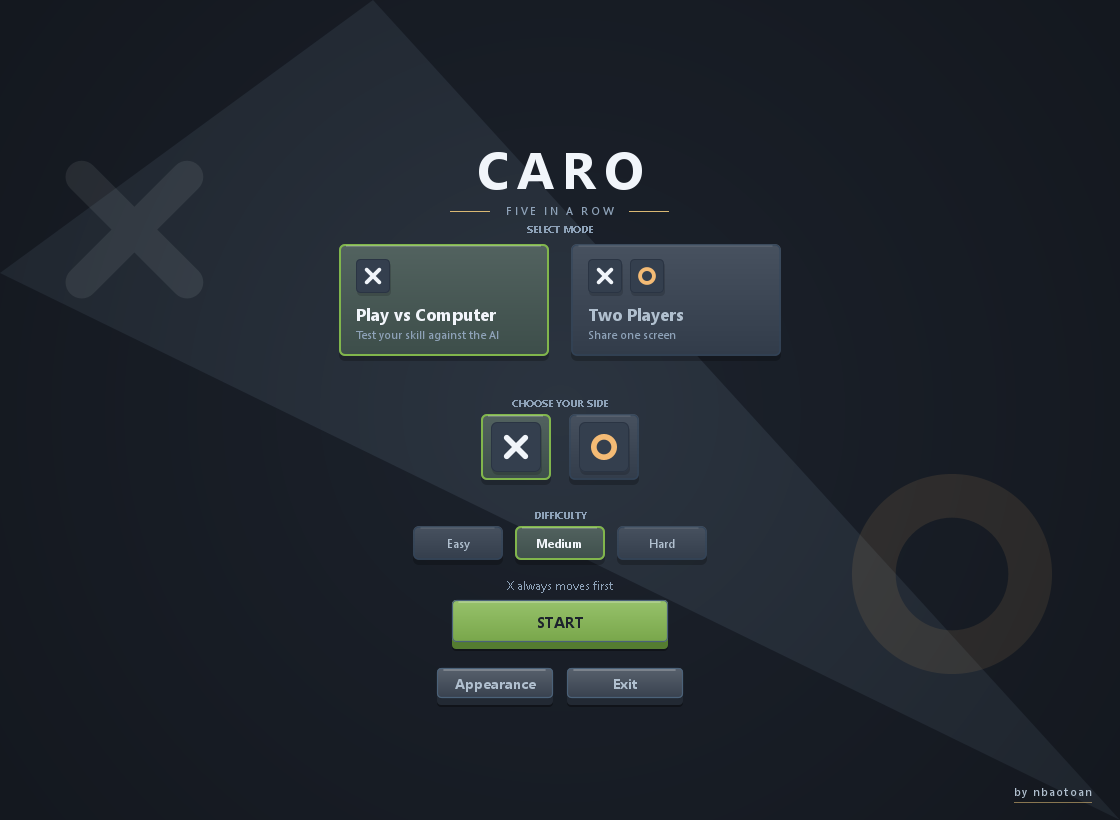 CARO
FIVE IN A ROW
SELECT MODE
Play vs Computer
Test your skill against the AI
Two Players
Share one screen
CHOOSE YOUR SIDE
DIFFICULTY
Easy
Medium
Hard
X always moves first
START
Appearance
Exit
by nbaotoan